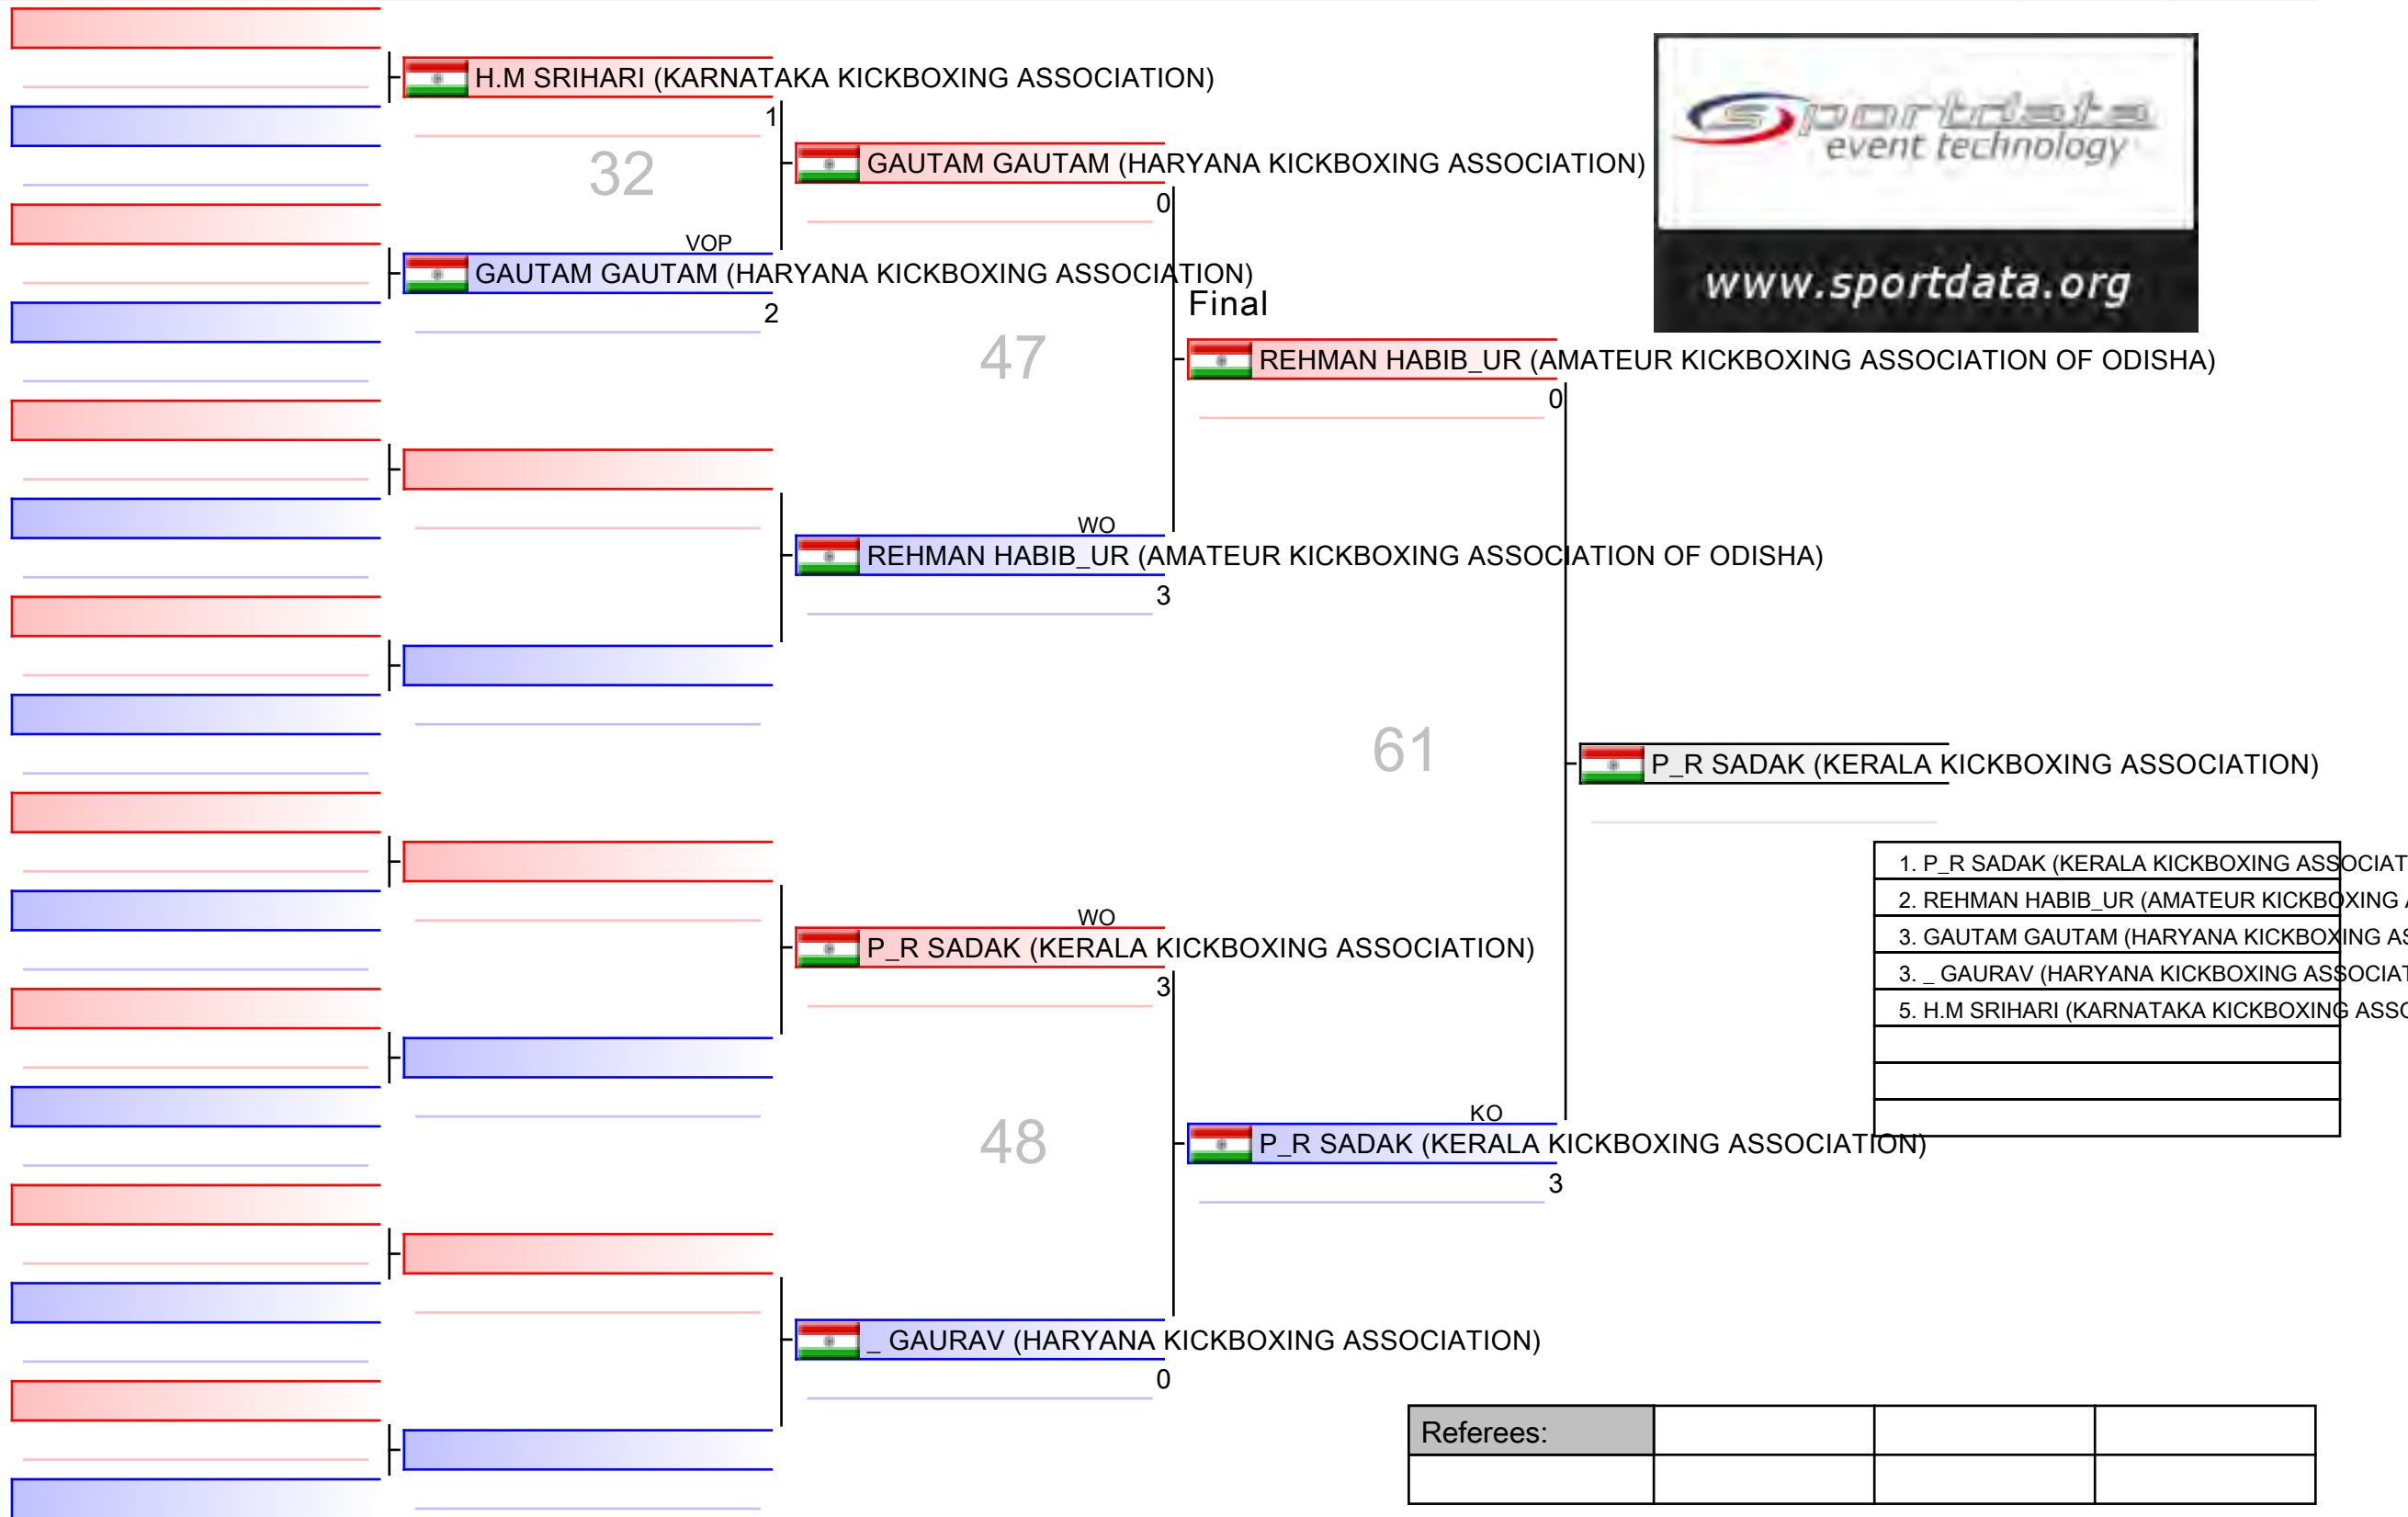 H.M SRIHARI (KARNATAKA KICKBOXING ASSOCIATION)
1
32
GAUTAM GAUTAM (HARYANA KICKBOXING ASSOCIATION)
0
VOP
GAUTAM GAUTAM (HARYANA KICKBOXING ASSOCIATION)
2
Final
47
REHMAN HABIB_UR (AMATEUR KICKBOXING ASSOCIATION OF ODISHA)
0
WO
REHMAN HABIB_UR (AMATEUR KICKBOXING ASSOCIATION OF ODISHA)
3
61
P_R SADAK (KERALA KICKBOXING ASSOCIATION)
WO
P_R SADAK (KERALA KICKBOXING ASSOCIATION)
3
48
KO
P_R SADAK (KERALA KICKBOXING ASSOCIATION)
3
_ GAURAV (HARYANA KICKBOXING ASSOCIATION)
0
sportdata
event technology
www.sportdata.org
1. P_R SADAK (KERALA KICKBOXING ASSOCIAT
2. REHMAN HABIB_UR (AMATEUR KICKBOXING
3. GAUTAM GAUTAM (HARYANA KICKBOXING AS
3. _ GAURAV (HARYANA KICKBOXING ASSOCIAT
5. H.M SRIHARI (KARNATAKA KICKBOXING ASSO
Referees: